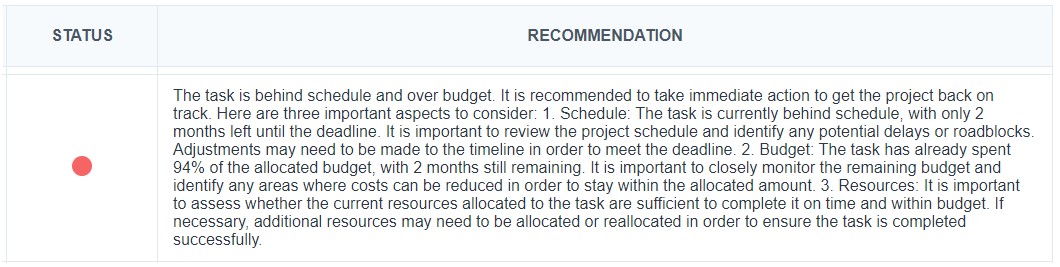 STATUS
RECOMMENDATION
The task is behind schedule and over budget. It is recommended to take immediate action to get the project back on
track. Here are three important aspects to consider: 1. Schedule: The task is currently behind schedule, with only 2
months left until the deadline. It is important to review the project schedule and identify any potential delays or roadblocks.
Adjustments may need to be made to the timeline in order to meet the deadline. 2. Budget: The task has already spent
94% of the allocated budget, with 2 months still remaining. It is important to closely monitor the remaining budget and
identify any areas where costs can be reduced in order to stay within the allocated amount. 3. Resources: It is important
to assess whether the current resources allocated to the task are sufficient to complete it on time and within budget. If
necessary, additional resources may need to be allocated or reallocated in order to ensure the task is completed
successfully.